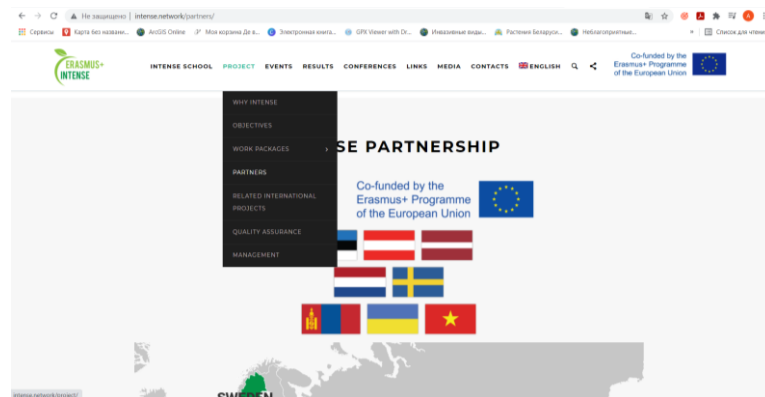 Не защищено | intense.network/partners/
Сервисы Карта без названи... ArcGIS Online Моя корзина Де в... Электронная книга... GPX Viewer with Dr... Инвазивные виды... Растения Беларуси... Неблагоприятные... » Список для чтения
ERASMUS+
INTENSE
INTENSE SCHOOL PROJECT EVENTS RESULTS CONFERENCES LINKS MEDIA CONTACTS ENGLISH
Co-funded by the
Erasmus+ Programme
of the European Union
WHY INTENSE
OBJECTIVES
WORK PACKAGES ›
PARTNERS
RELATED INTERNATIONAL
PROJECTS
QUALITY ASSURANCE
MANAGEMENT
SE PARTNERSHIP
Co-funded by the
Erasmus+ Programme
of the European Union
SWEDEN
intense.network/project/